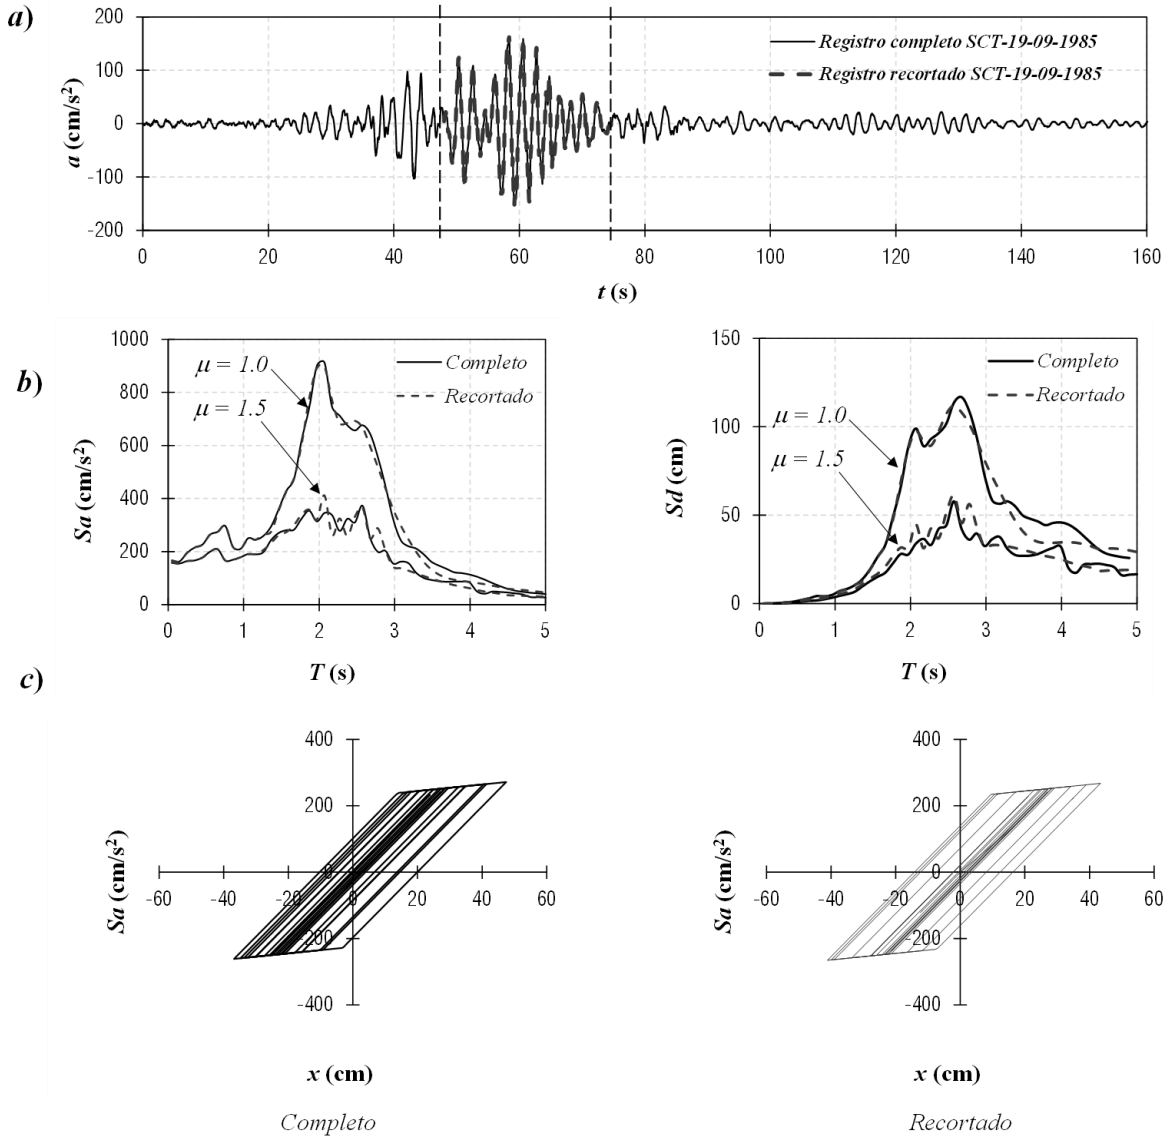 a)
200
100
0
-100
-200
a (cm/s²)
Registro completo SCT-19-09-1985
Registro recortado SCT-19-09-1985
0 20 40 60 80 100 120 140 160
t (s)
b)
1000
800
600
400
200
0
Sa (cm/s²)
μ = 1.0
μ = 1.5
Completo
Recortado
0 1 2 3 4 5
T (s)
150
100
50
0
Sd (cm)
μ = 1.0
μ = 1.5
Completo
Recortado
0 1 2 3 4 5
T (s)
c)
400
200
0
-200
-400
-60 -40 -20 0 20 40 60
Sa (cm/s²)
x (cm)
Completo
400
200
0
-200
-400
-60 -40 -20 0 20 40 60
Sa (cm/s²)
x (cm)
Recortado